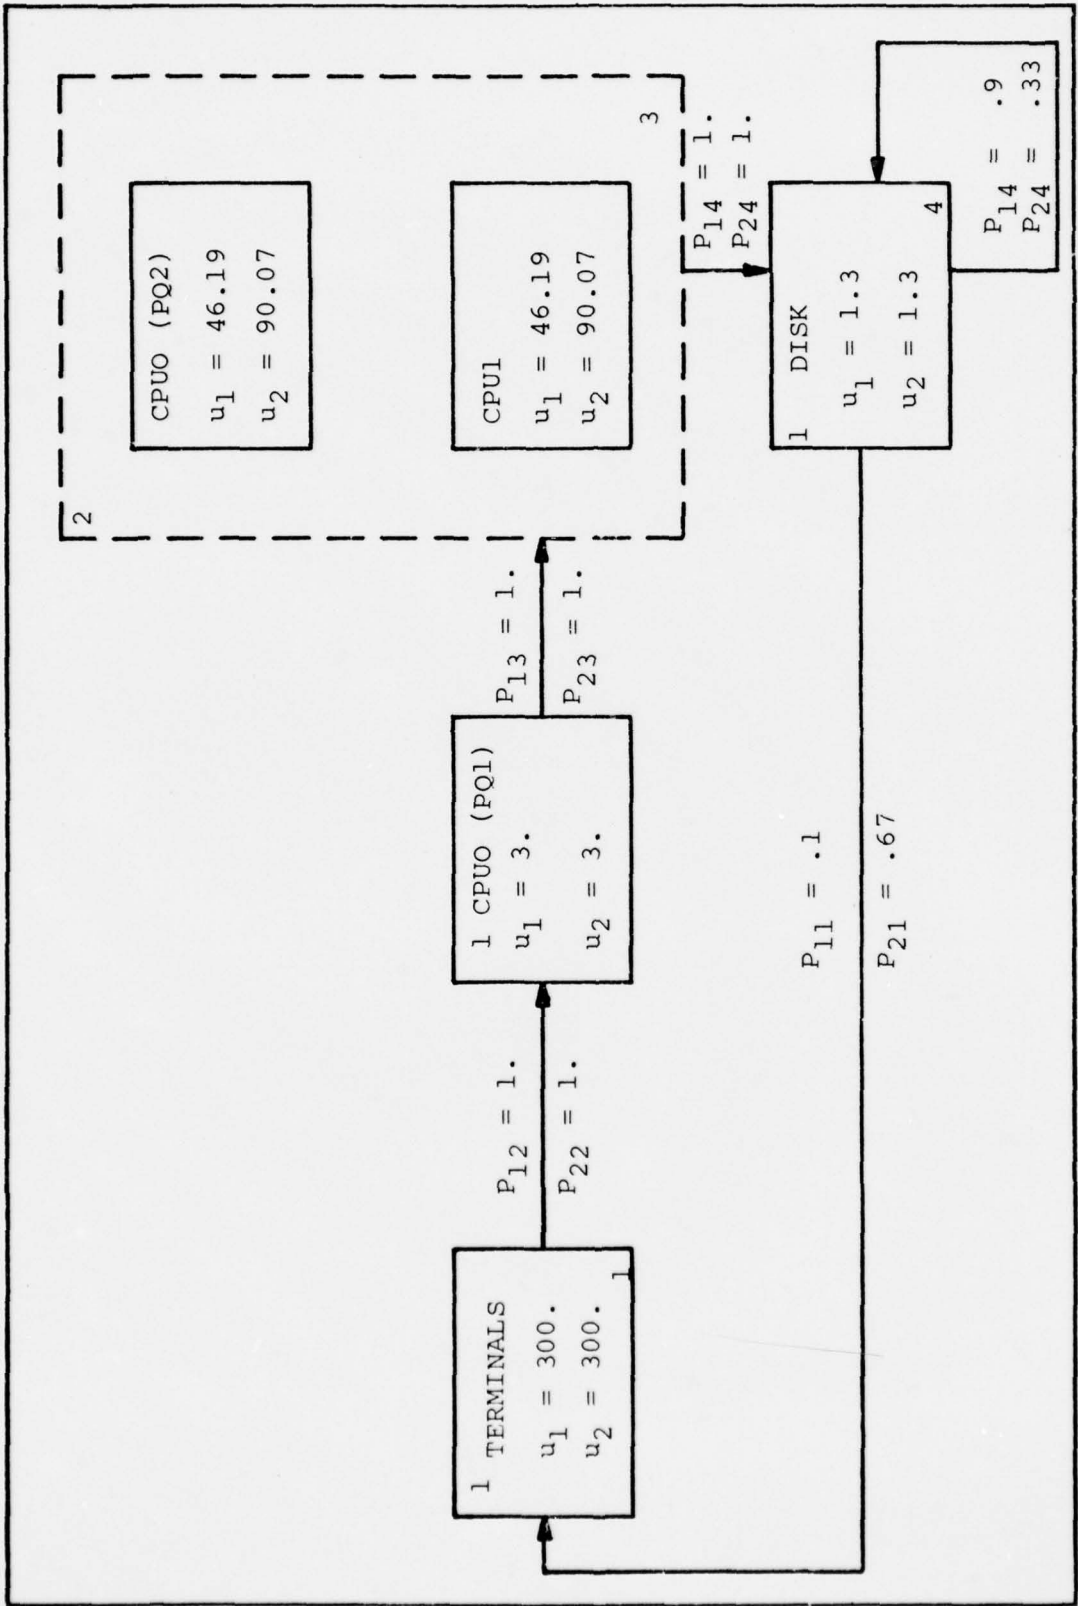 1 TERMINALS
u1 = 300.
u2 = 300.
1
P12 = 1.
P22 = 1.
1 CPUO (PQ1)
u1 = 3.
u2 = 3.
P13 = 1.
P23 = 1.
2
CPUO (PQ2)
u1 = 46.19
u2 = 90.07
CPU1
u1 = 46.19
u2 = 90.07
3
P14 = 1.
P24 = 1.
1 DISK
u1 = 1.3
u2 = 1.3
4
P14 = .9
P24 = .33
P11 = .1
P21 = .67